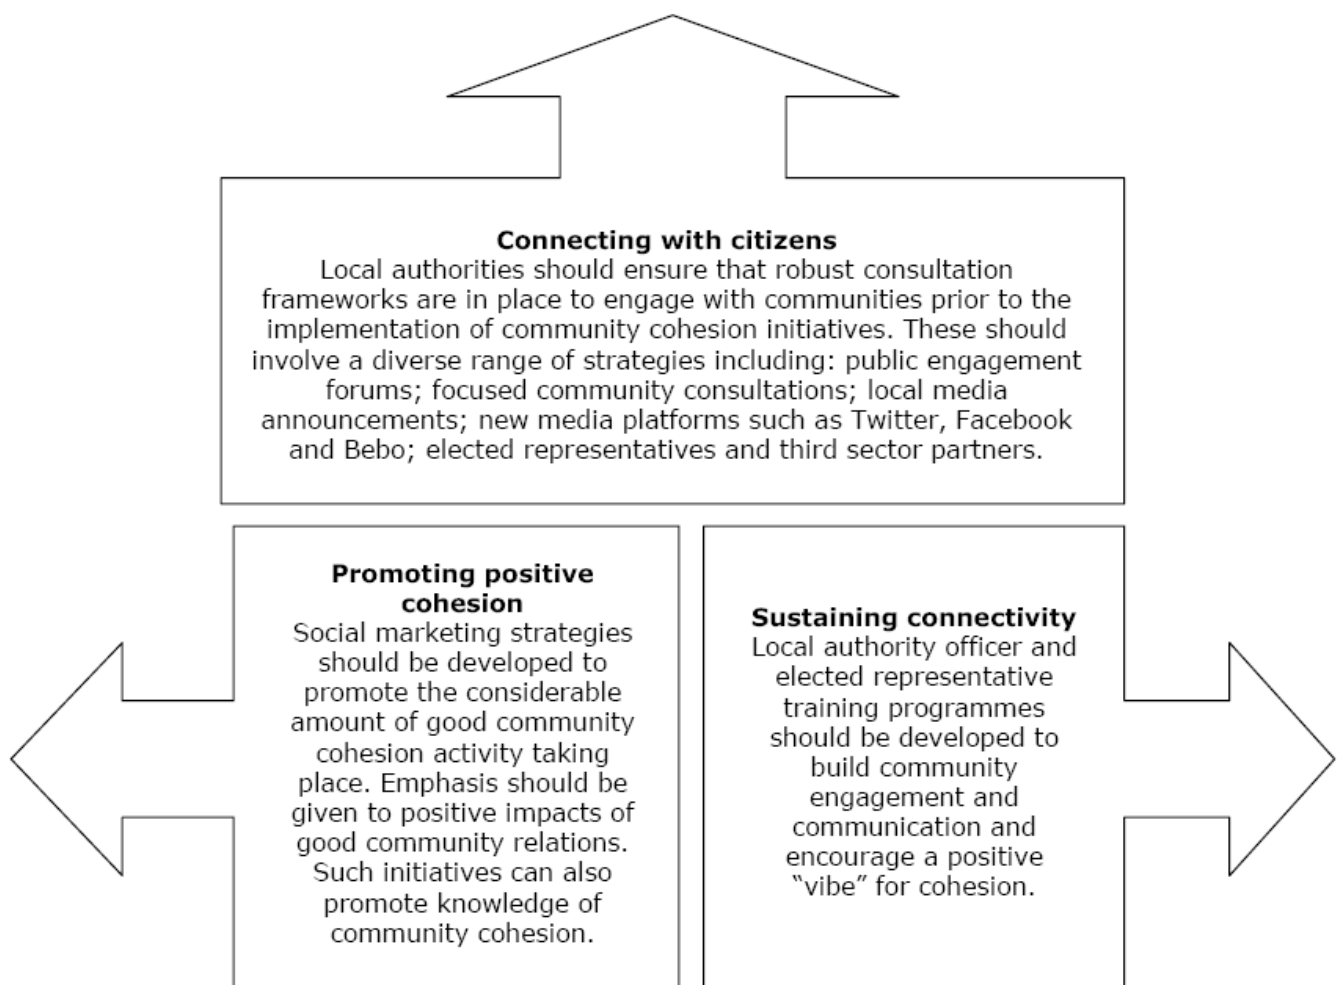 Connecting with citizens
Local authorities should ensure that robust consultation
frameworks are in place to engage with communities prior to the
implementation of community cohesion initiatives. These should
involve a diverse range of strategies including: public engagement
forums; focused community consultations; local media
announcements; new media platforms such as Twitter, Facebook
and Bebo; elected representatives and third sector partners.
Promoting positive
cohesion
Social marketing strategies
should be developed to
promote the considerable
amount of good community
cohesion activity taking
place. Emphasis should be
given to positive impacts of
good community relations.
Such initiatives can also
promote knowledge of
community cohesion.
Sustaining connectivity
Local authority officer and
elected representative
training programmes
should be developed to
build community
engagement and
communication and
encourage a positive
“vibe” for cohesion.